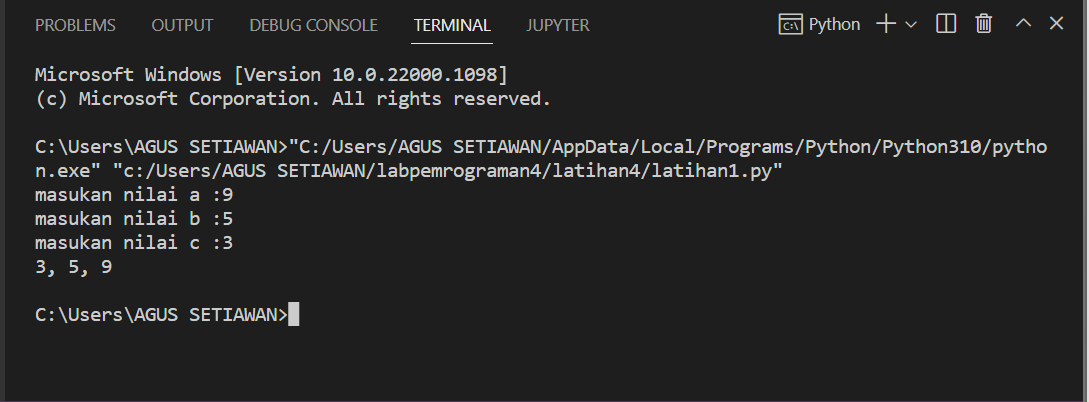 PROBLEMS OUTPUT DEBUG CONSOLE TERMINAL JUPYTER Python
Microsoft Windows [Version 10.0.22000.1098]
(c) Microsoft Corporation. All rights reserved.
C:\Users\AGUS SETIAWAN>"C:/Users/AGUS SETIAWAN/AppData/Local/Programs/Python/Python310/pytho
n.exe" "c:/Users/AGUS SETIAWAN/labpemrograman4/latihan4/latihan1.py"
masukan nilai a :9
masukan nilai b :5
masukan nilai c :3
3, 5, 9
C:\Users\AGUS SETIAWAN>